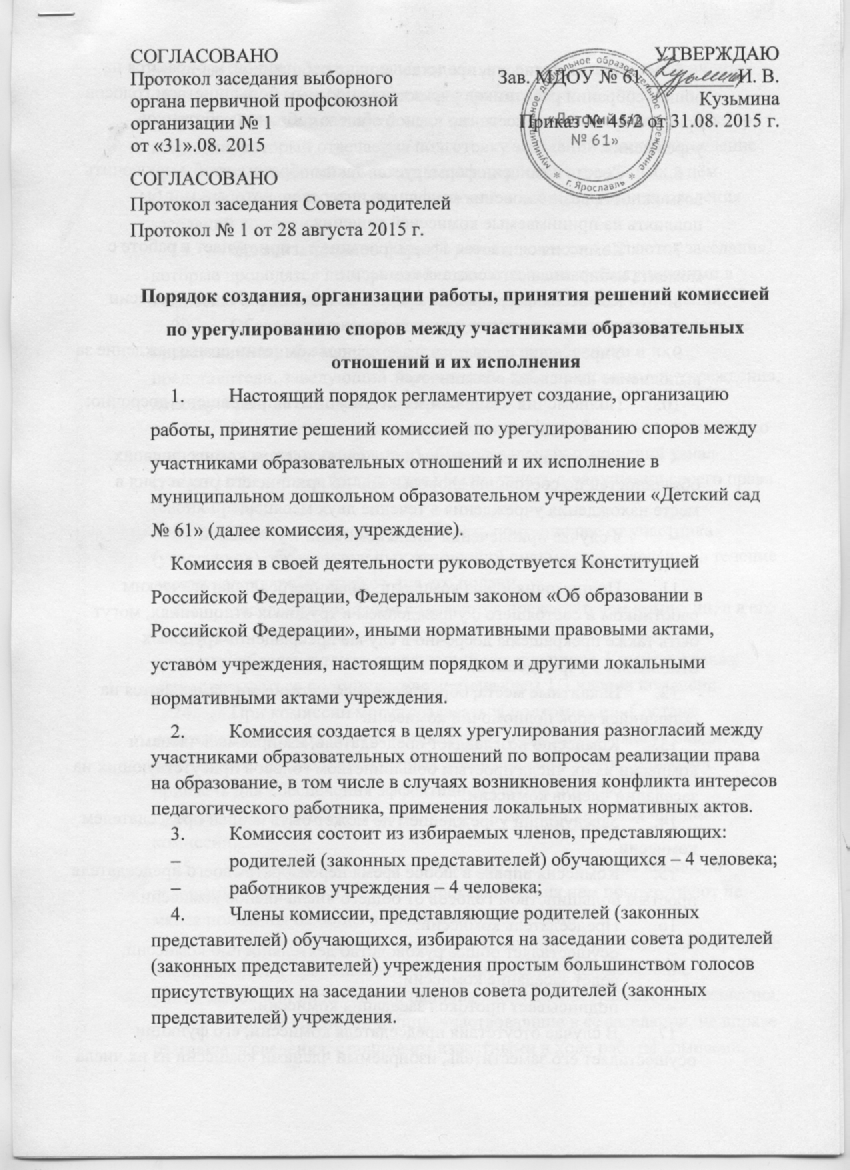 СОГЛАСОВАНО
Протокол заседания выборного
органа первичной профсоюзной
организации № 1
от «31».08. 2015
УТВЕРЖДАЮ
Зав. МДОУ № 61 И. В.
Кузьмина
Приказ № 45/2 от 31.08. 2015 г.
«Детский сад
№ 61»
г. Ярославль
СОГЛАСОВАНО
Протокол заседания Совета родителей
Протокол № 1 от 28 августа 2015 г.
Порядок создания, организации работы, принятия решений комиссией
по урегулированию споров между участниками образовательных
отношений и их исполнения
1. Настоящий порядок регламентирует создание, организацию
работы, принятие решений комиссией по урегулированию споров между
участниками образовательных отношений и их исполнение в
муниципальном дошкольном образовательном учреждении «Детский сад
№ 61» (далее комиссия, учреждение).
Комиссия в своей деятельности руководствуется Конституцией
Российской Федерации, Федеральным законом «Об образовании в
Российской Федерации», иными нормативными правовыми актами,
уставом учреждения, настоящим порядком и другими локальными
нормативными актами учреждения.
2. Комиссия создается в целях урегулирования разногласий между
участниками образовательных отношений по вопросам реализации права
на образование, в том числе в случаях возникновения конфликта интересов
педагогического работника, применения локальных нормативных актов.
3. Комиссия состоит из избираемых членов, представляющих:
– родителей (законных представителей) обучающихся – 4 человека;
– работников учреждения – 4 человека;
4. Члены комиссии, представляющие родителей (законных
представителей) обучающихся, избираются на заседании совета родителей
(законных представителей) учреждения простым большинством голосов
присутствующих на заседании членов совета родителей (законных
представителей) учреждения.